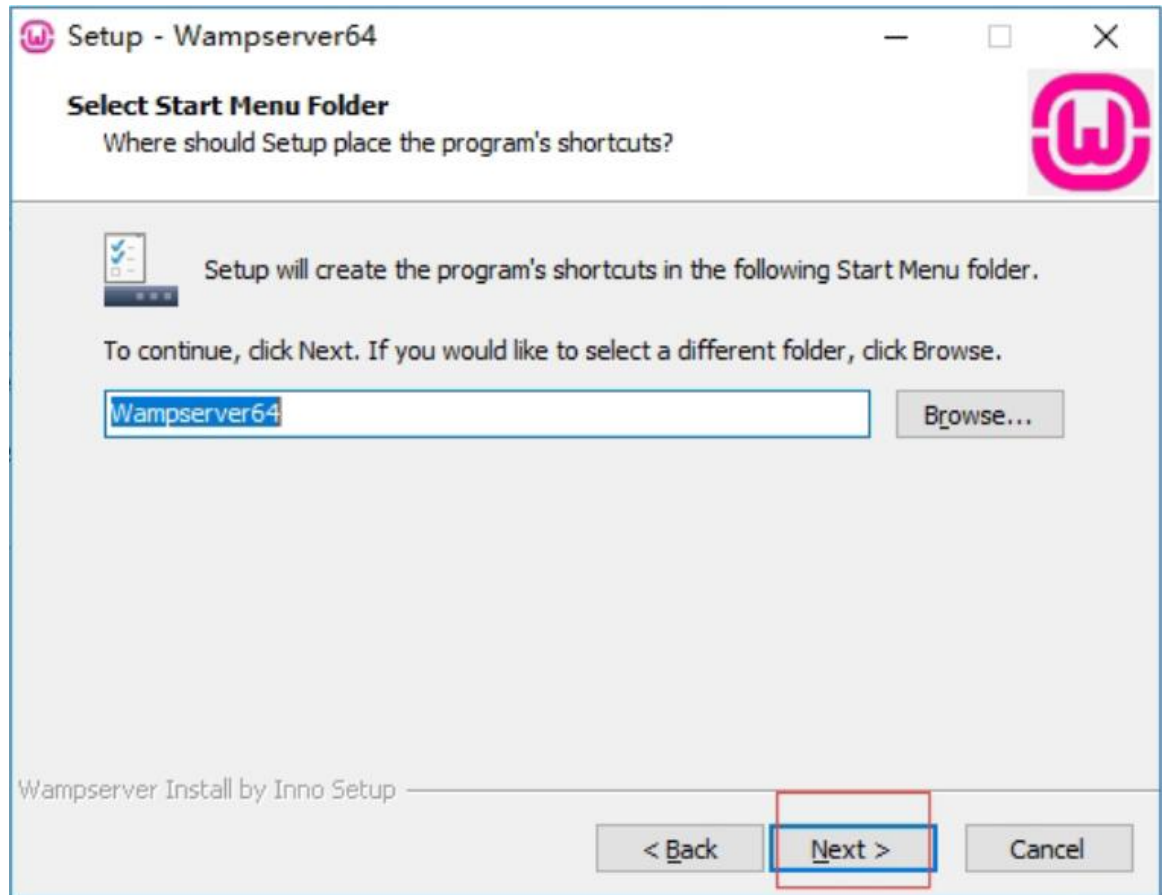 Setup - Wampserver64
Select Start Menu Folder
Where should Setup place the program's shortcuts?
Setup will create the program's shortcuts in the following Start Menu folder.
To continue, click Next. If you would like to select a different folder, click Browse.
Wampserver64
Browse...
Wampserver Install by Inno Setup
< Back
Next >
Cancel